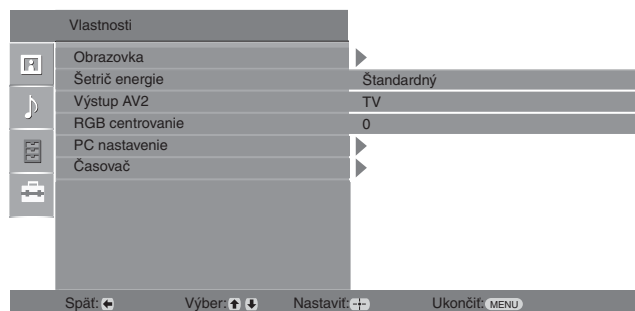 Vlastnosti
Obrazovka
Šetrič energie Štandardný
Výstup AV2 TV
RGB centrovanie 0
PC nastavenie
Časovač
Späť: Výber: Nastaviť: Ukončiť: MENU